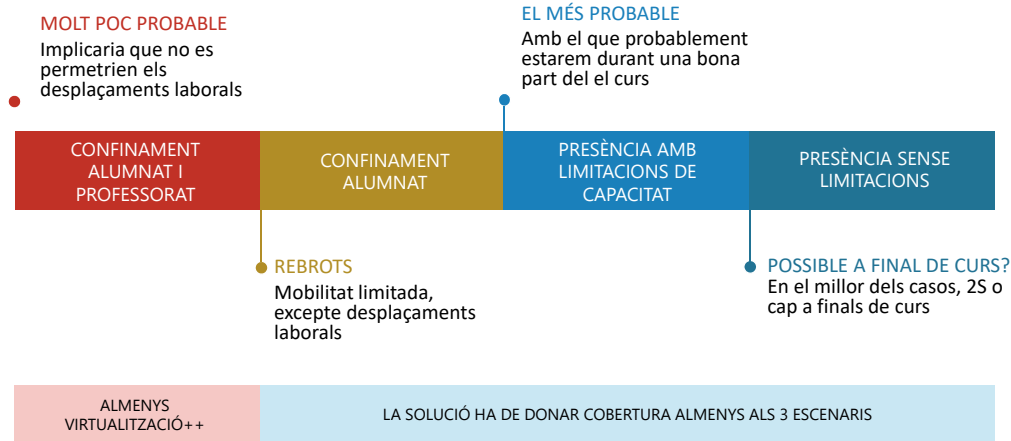 MOLT POC PROBABLE
Implicaria que no es
permetrien els
desplaçaments laborals
EL MÉS PROBABLE
Amb el que probablement
estarem durant una bona
part del el curs
CONFINAMENT
ALUMNAT I
PROFESSORAT
CONFINAMENT
ALUMNAT
PRESÈNCIA AMB
LIMITACIONS DE
CAPACITAT
PRESÈNCIA SENSE
LIMITACIONS
REBROTS
Mobilitat limitada,
excepte desplaçaments
laborals
POSSIBLE A FINAL DE CURS?
En el millor dels casos, 2S o
cap a finals de curs
ALMENYS
VIRTUALITZACIÓ++
LA SOLUCIÓ HA DE DONAR COBERTURA ALMENYS ALS 3 ESCENARIS